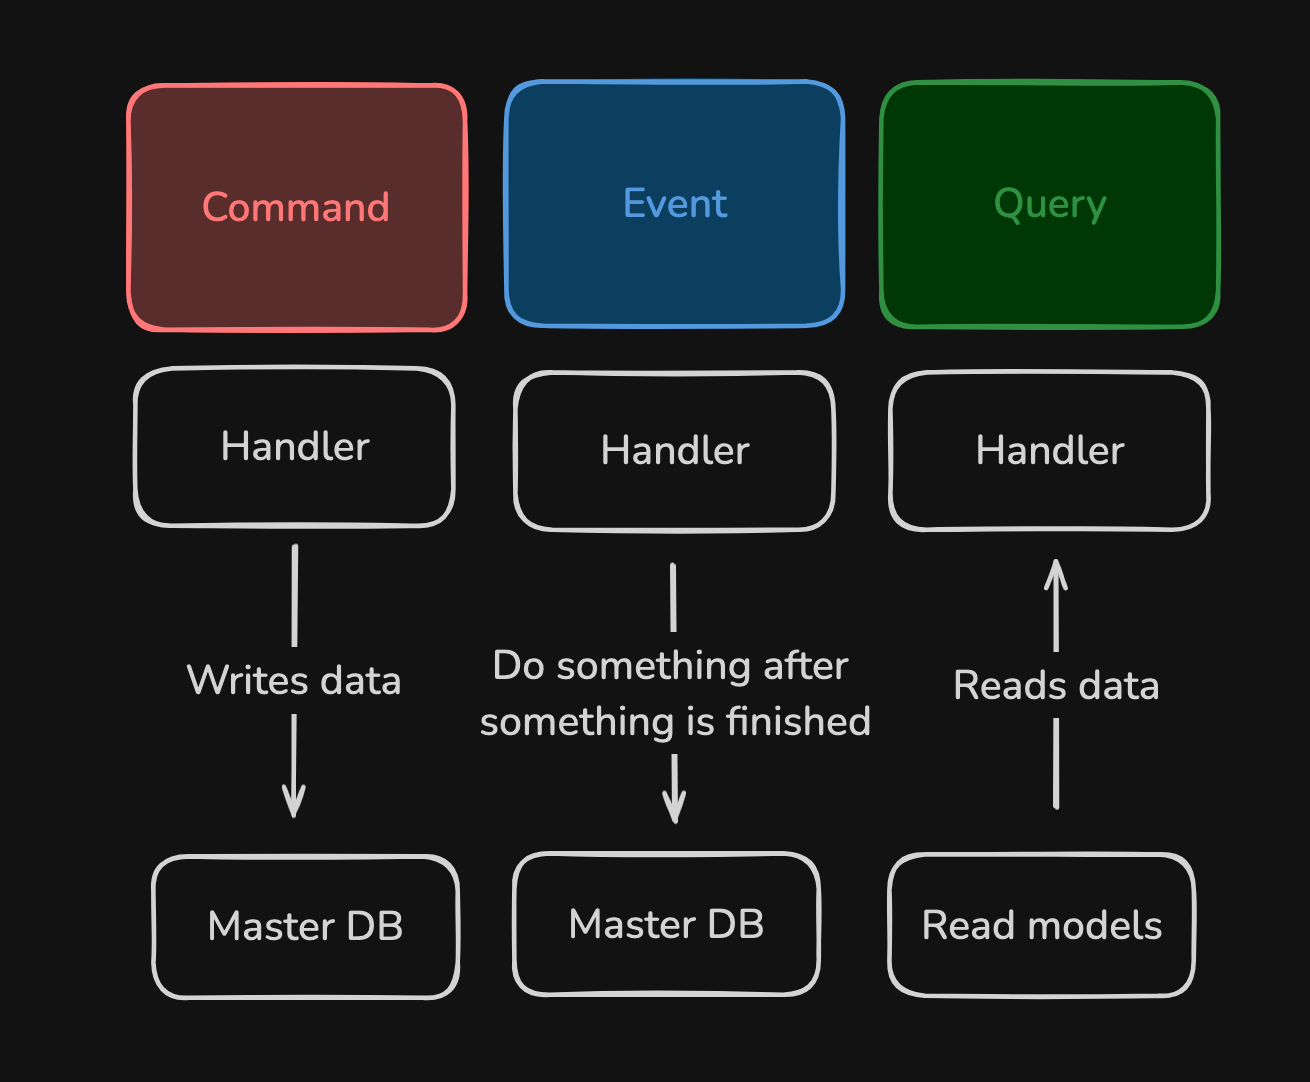 Command
Event
Query
Handler
Handler
Handler
Writes data
Do something after
something is finished
Reads data
Master DB
Master DB
Read models